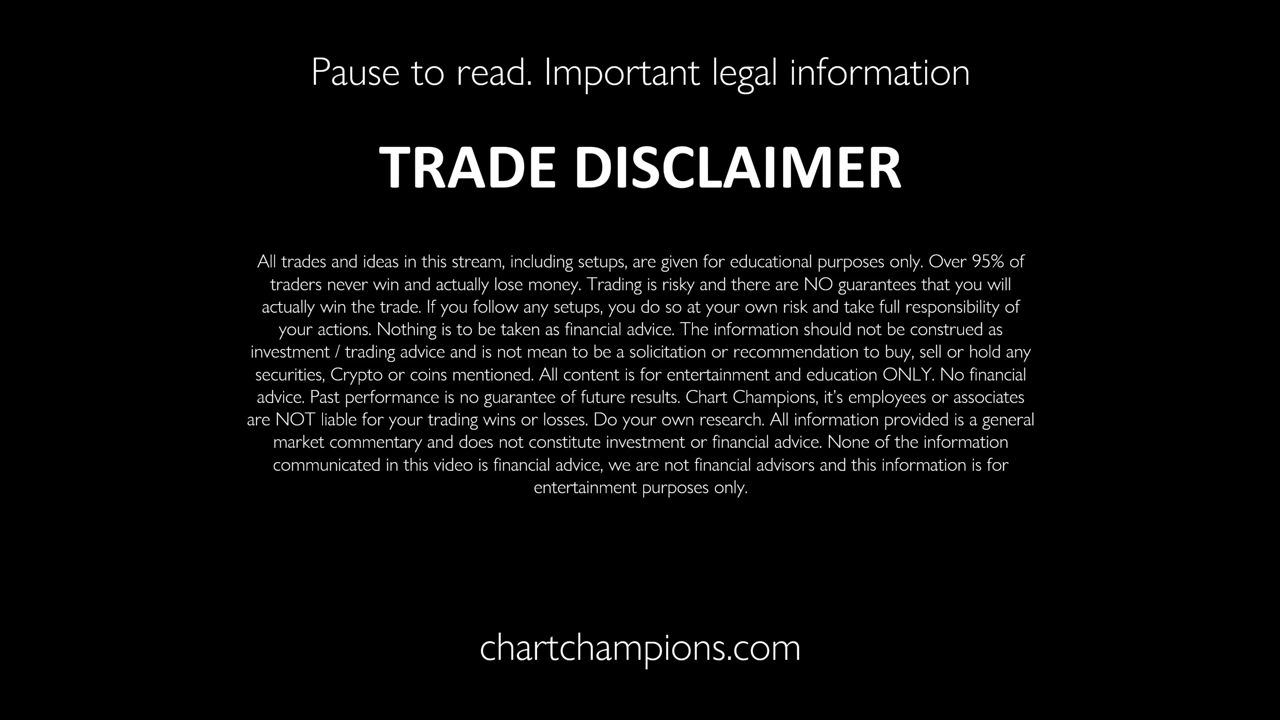 Pause to read. Important legal information
TRADE DISCLAIMER
All trades and ideas in this stream, including setups, are given for educational purposes only. Over 95% of
traders never win and actually lose money. Trading is risky and there are NO guarantees that you will
actually win the trade. If you follow any setups, you do so at your own risk and take full responsibility of
your actions. Nothing is to be taken as financial advice. The information should not be construed as
investment / trading advice and is not mean to be a solicitation or recommendation to buy, sell or hold any
securities, Crypto or coins mentioned. All content is for entertainment and education ONLY. No financial
advice. Past performance is no guarantee of future results. Chart Champions, it's employees or associates
are NOT liable for your trading wins or losses. Do your own research. All information provided is a general
market commentary and does not constitute investment or financial advice. None of the information
communicated in this video is financial advice, we are not financial advisors and this information is for
entertainment purposes only.
chartchampions.com